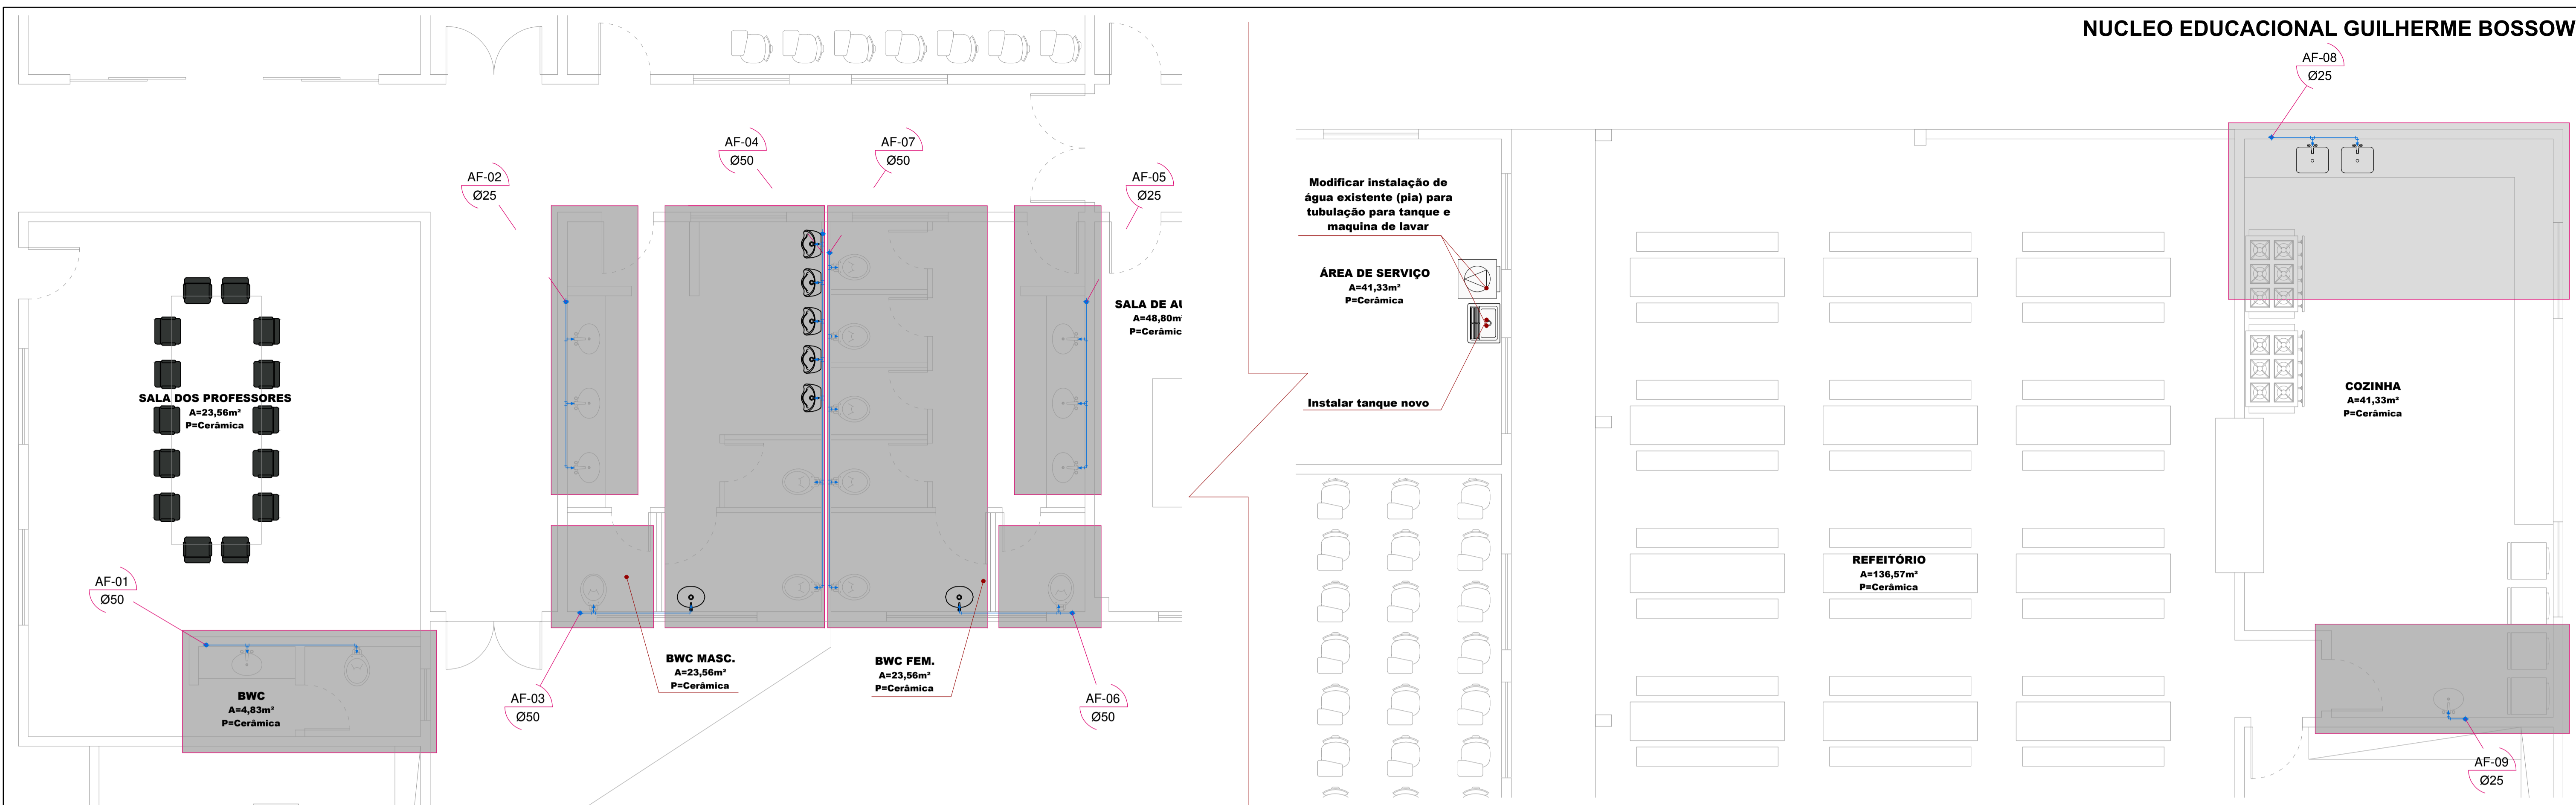 NUCLEO EDUCACIONAL GUILHERME BOSSOW
AF-08
Ø25
AF-04
Ø50
AF-07
Ø50
AF-02
Ø25
AF-05
Ø25
Modificar instalação de
água existente (pia) para
tubulação para tanque e
maquina de lavar
ÁREA DE SERVIÇO
A=41,33m²
P=Cerâmica
SALA DE AU
A=48,80m²
P=Cerâmic
SALA DOS PROFESSORES
A=23,56m²
P=Cerâmica
Instalar tanque novo
COZINHA
A=41,33m²
P=Cerâmica
REFEITÓRIO
A=136,57m²
P=Cerâmica
AF-01
Ø50
BWC
A=4,83m²
P=Cerâmica
AF-03
Ø50
BWC MASC.
A=23,56m²
P=Cerâmica
BWC FEM.
A=23,56m²
P=Cerâmica
AF-06
Ø50
AF-09
Ø25